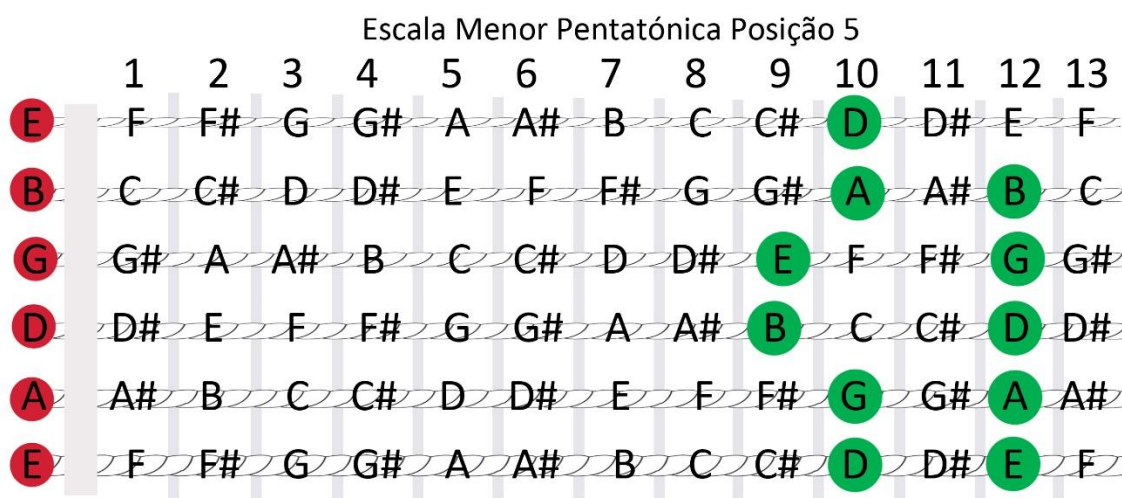 Escala Menor Pentatónica Posição 5
1 2 3 4 5 6 7 8 9 10 11 12 13
E F F# G G# A A# B C C# D D# E F
B C C# D D# E F F# G G# A A# B C
G G# A A# B C C# D D# E F F# G G#
D D# E F F# G G# A A# B C C# D D#
A A# B C C# D D# E F F# G G# A A#
E F F# G G# A A# B C C# D D# E F